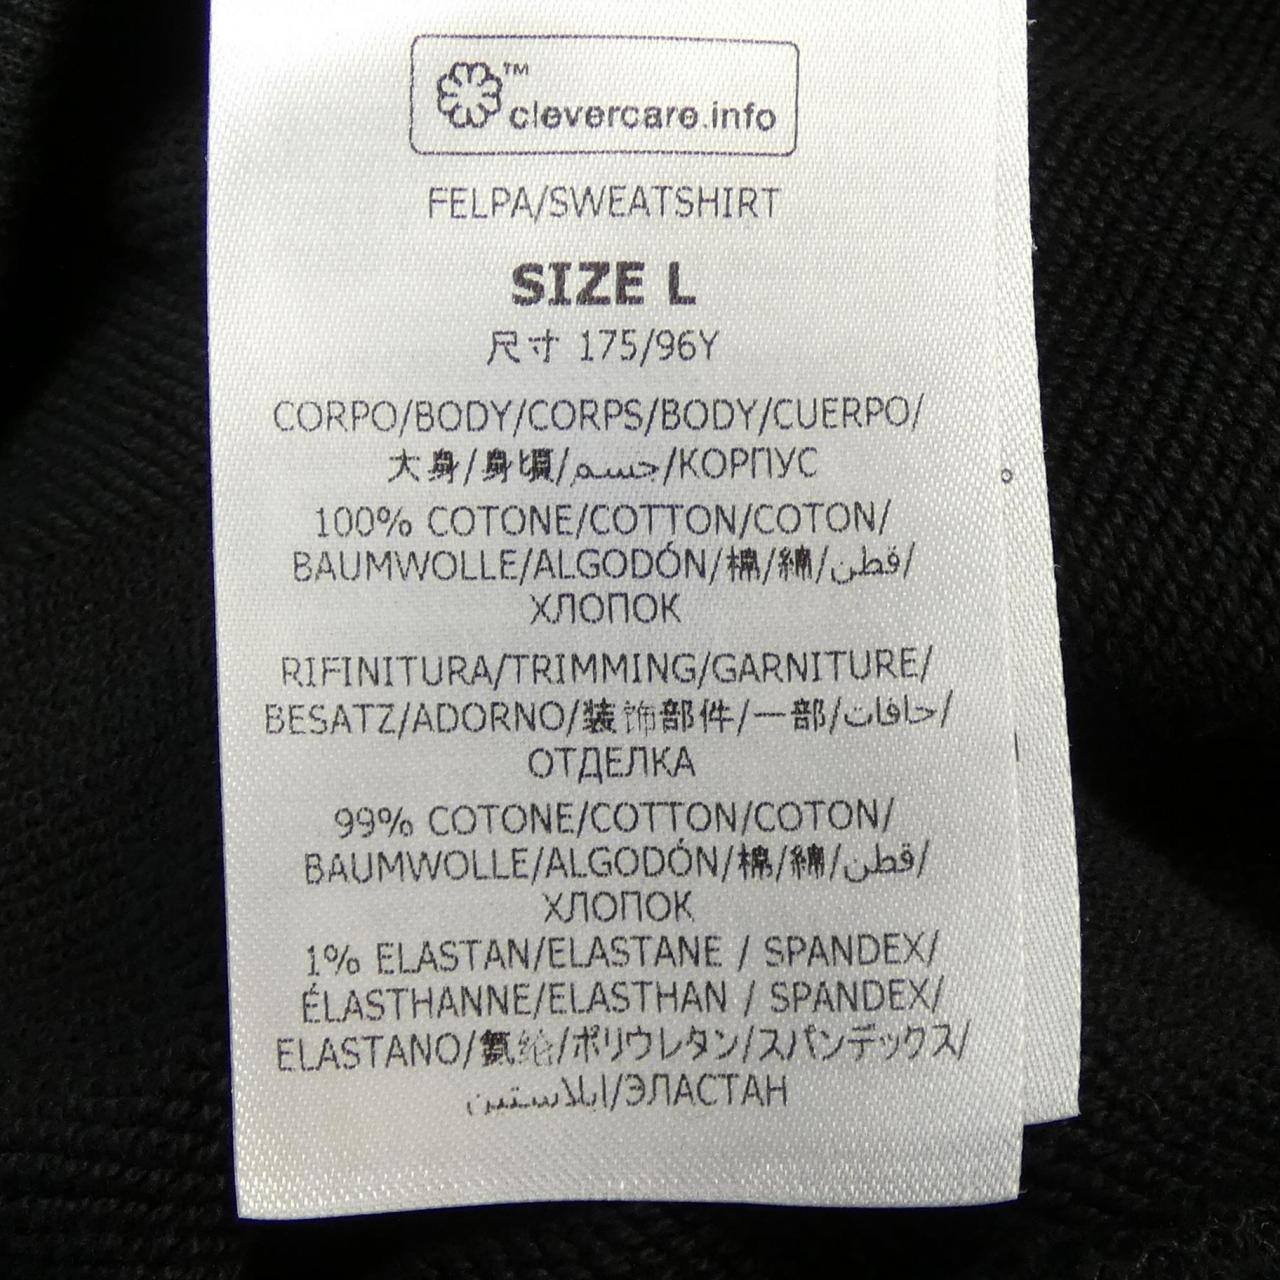 ™
clevercare.info
FELPA/SWEATSHIRT
SIZE L
尺寸 175/96Y
CORPO/BODY/CORPS/BODY/CUERPO/
大身/身頃/جسم/КОРПУС
100% COTONE/COTTON/COTON/
BAUMWOLLE/ALGODÓN/棉/綿/قطن/
ХЛОПОК
RIFINITURA/TRIMMING/GARNITURE/
BESATZ/ADORNO/装饰部件/一部/حافات/
ОТДЕЛКА
99% COTONE/COTTON/COTON/
BAUMWOLLE/ALGODÓN/棉/綿/قطن/
ХЛОПОК
1% ELASTAN/ELASTANE / SPANDEX/
ÉLASTHANNE/ELASTHAN / SPANDEX/
ELASTANO/氨纶/ポリウレタン/スパンデックス/
ايلاستين/ЭЛАСТАН